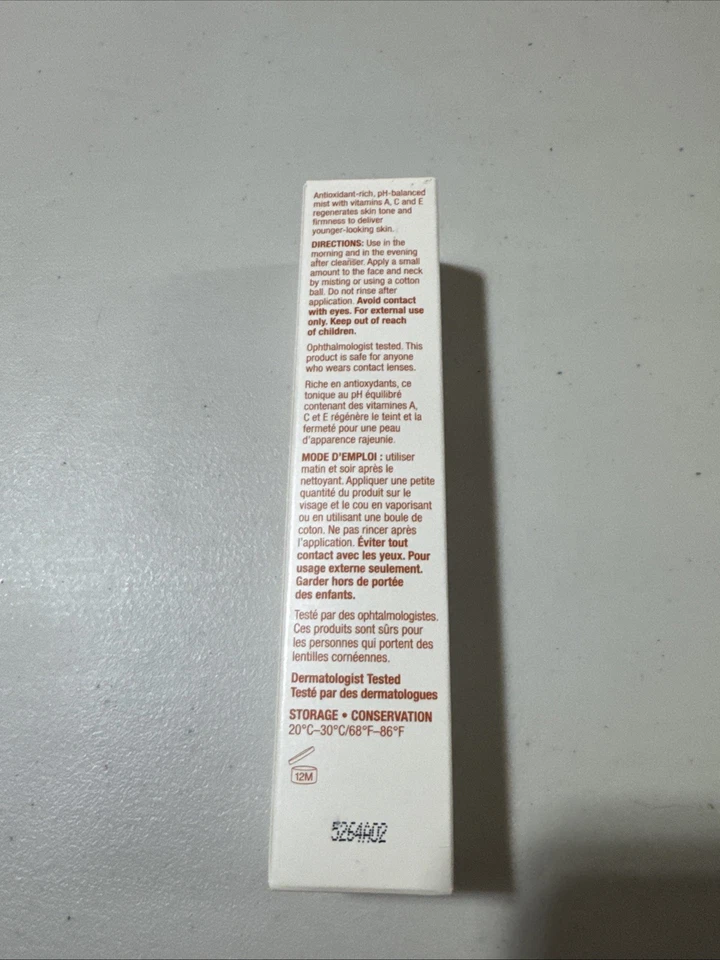 Antioxidant-rich, pH-balanced
mist with vitamins A, C and E
regenerates skin tone and
firmness to deliver
younger-looking skin.
DIRECTIONS: Use in the
morning and in the evening
after cleanser. Apply a small
amount to the face and neck
by misting or using a cotton
ball. Do not rinse after
application. Avoid contact
with eyes. For external use
only. Keep out of reach
of children.
Ophthalmologist tested. This
product is safe for anyone
who wears contact lenses.
Riche en antioxydants, ce
tonique au pH équilibré
contenant des vitamines A,
C et E régénère le teint et la
fermeté pour une peau
d'apparence rajeunie.
MODE D'EMPLOI : utiliser
matin et soir après le
nettoyant. Appliquer une petite
quantité du produit sur le
visage et le cou en vaporisant
ou en utilisant une boule de
coton. Ne pas rincer après
l'application. Éviter tout
contact avec les yeux. Pour
usage externe seulement.
Garder hors de portée
des enfants.
Testé par des ophtalmologistes.
Ces produits sont sûrs pour
les personnes qui portent des
lentilles cornéennes.
Dermatologist Tested
Testé par des dermatologues
STORAGE • CONSERVATION
20°C–30°C/68°F–86°F
12M
5264A02